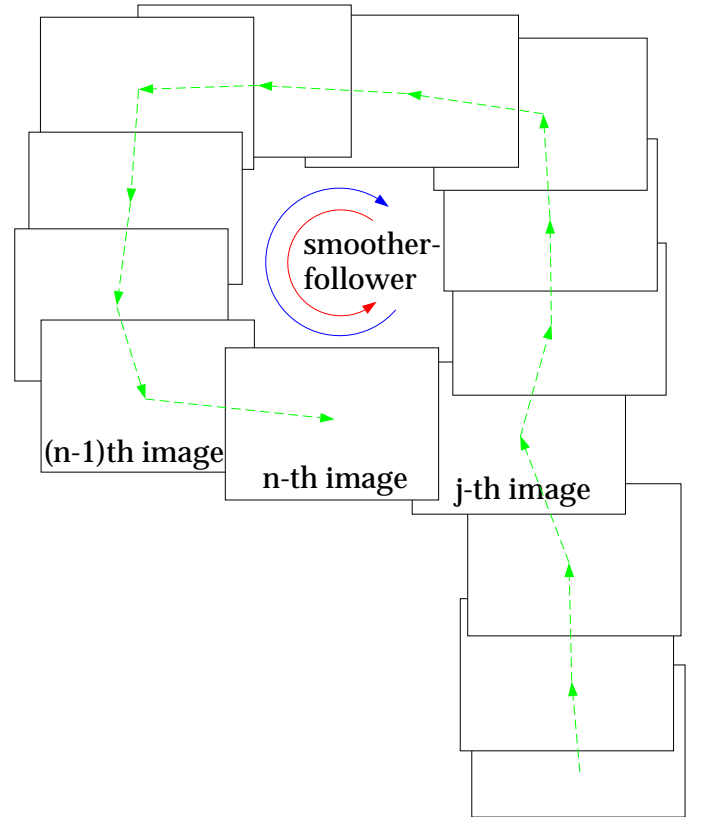 smoother-
follower
(n-1)th image
n-th image
j-th image